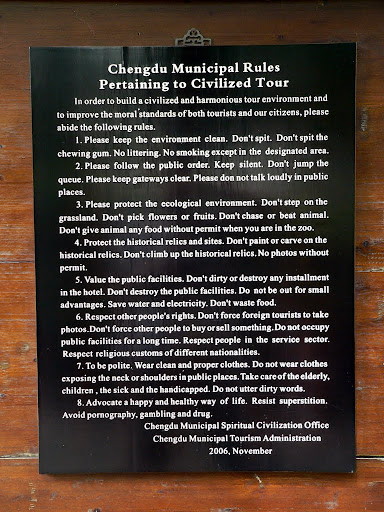 Chengdu Municipal Rules
Pertaining to Civilized Tour
In order to build a civilized and harmonious tour environment and
to improve the moral standards of both tourists and our citizens, please
abide the following rules.
1. Please keep the environment clean. Don't spit. Don't spit the
chewing gum. No littering. No smoking except in the designated area.
2. Please follow the public order. Keep silent. Don't jump the
queue. Please keep gateways clear. Please don not talk loudly in public
places.
3. Please protect the ecological environment. Don't step on the
grassland. Don't pick flowers or fruits. Don't chase or beat animal.
Don't give animal any food without permit when you are in the zoo.
4. Protect the historical relics and sites. Don't paint or carve on the
historical relics. Don't climb up the historical relics. No photos without
permit.
5. Value the public facilities. Don't dirty or destroy any installment
in the hotel. Don't destroy the public facilities. Do not be out for small
advantages. Save water and electricity. Don't waste food.
6. Respect other people's rights. Don't force foreign tourists to take
photos. Don't force other people to buy or sell something. Do not occupy
public facilities for a long time. Respect people in the service sector.
Respect religious customs of different nationalities.
7. To be polite. Wear clean and proper clothes. Do not wear clothes
exposing the neck or shoulders in public places. Take care of the elderly,
children , the sick and the handicapped. Do not utter dirty words.
8. Advocate a happy and healthy way of life. Resist superstition.
Avoid pornography, gambling and drug.
Chengdu Municipal Spiritual Civilization Office
Chengdu Municipal Tourism Administration
2006, November